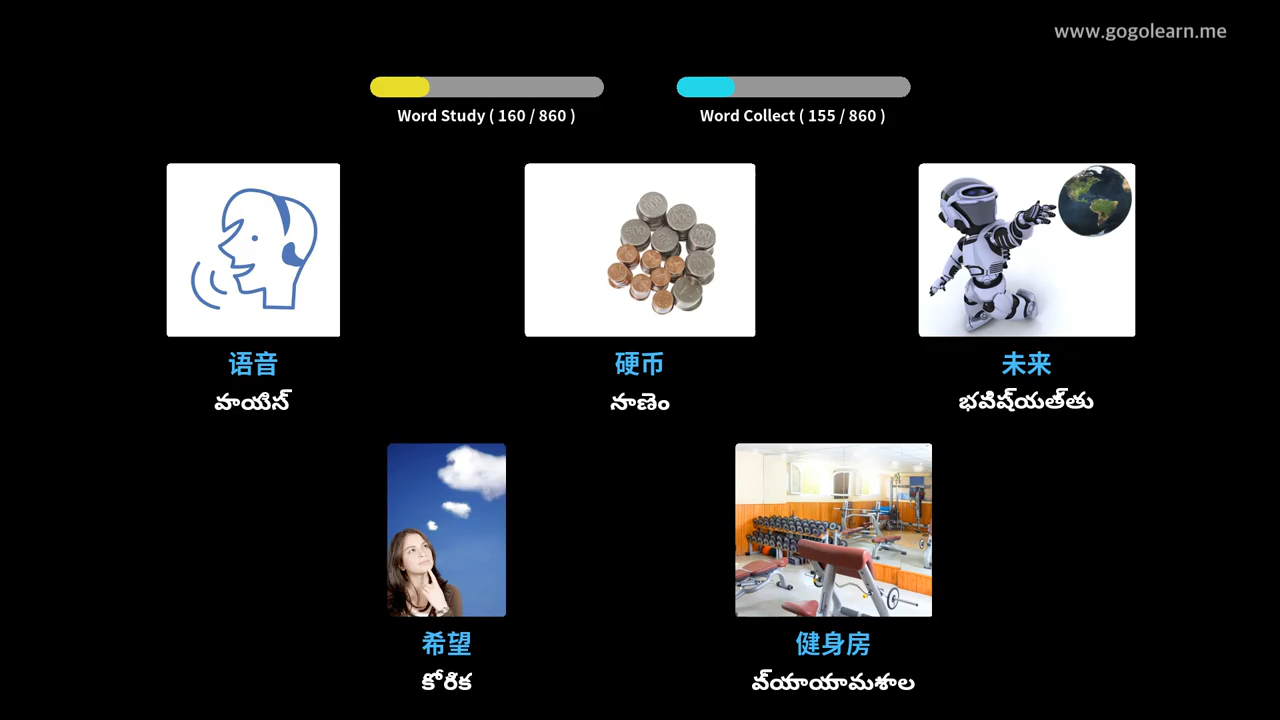 www.gogolearn.me
Word Study ( 160 / 860 )
Word Collect ( 155 / 860 )
语音
వాయిస్
硬币
నాణెం
未来
భవిష్యత్తు
希望
కోరిక
健身房
వ్యాయామశాల